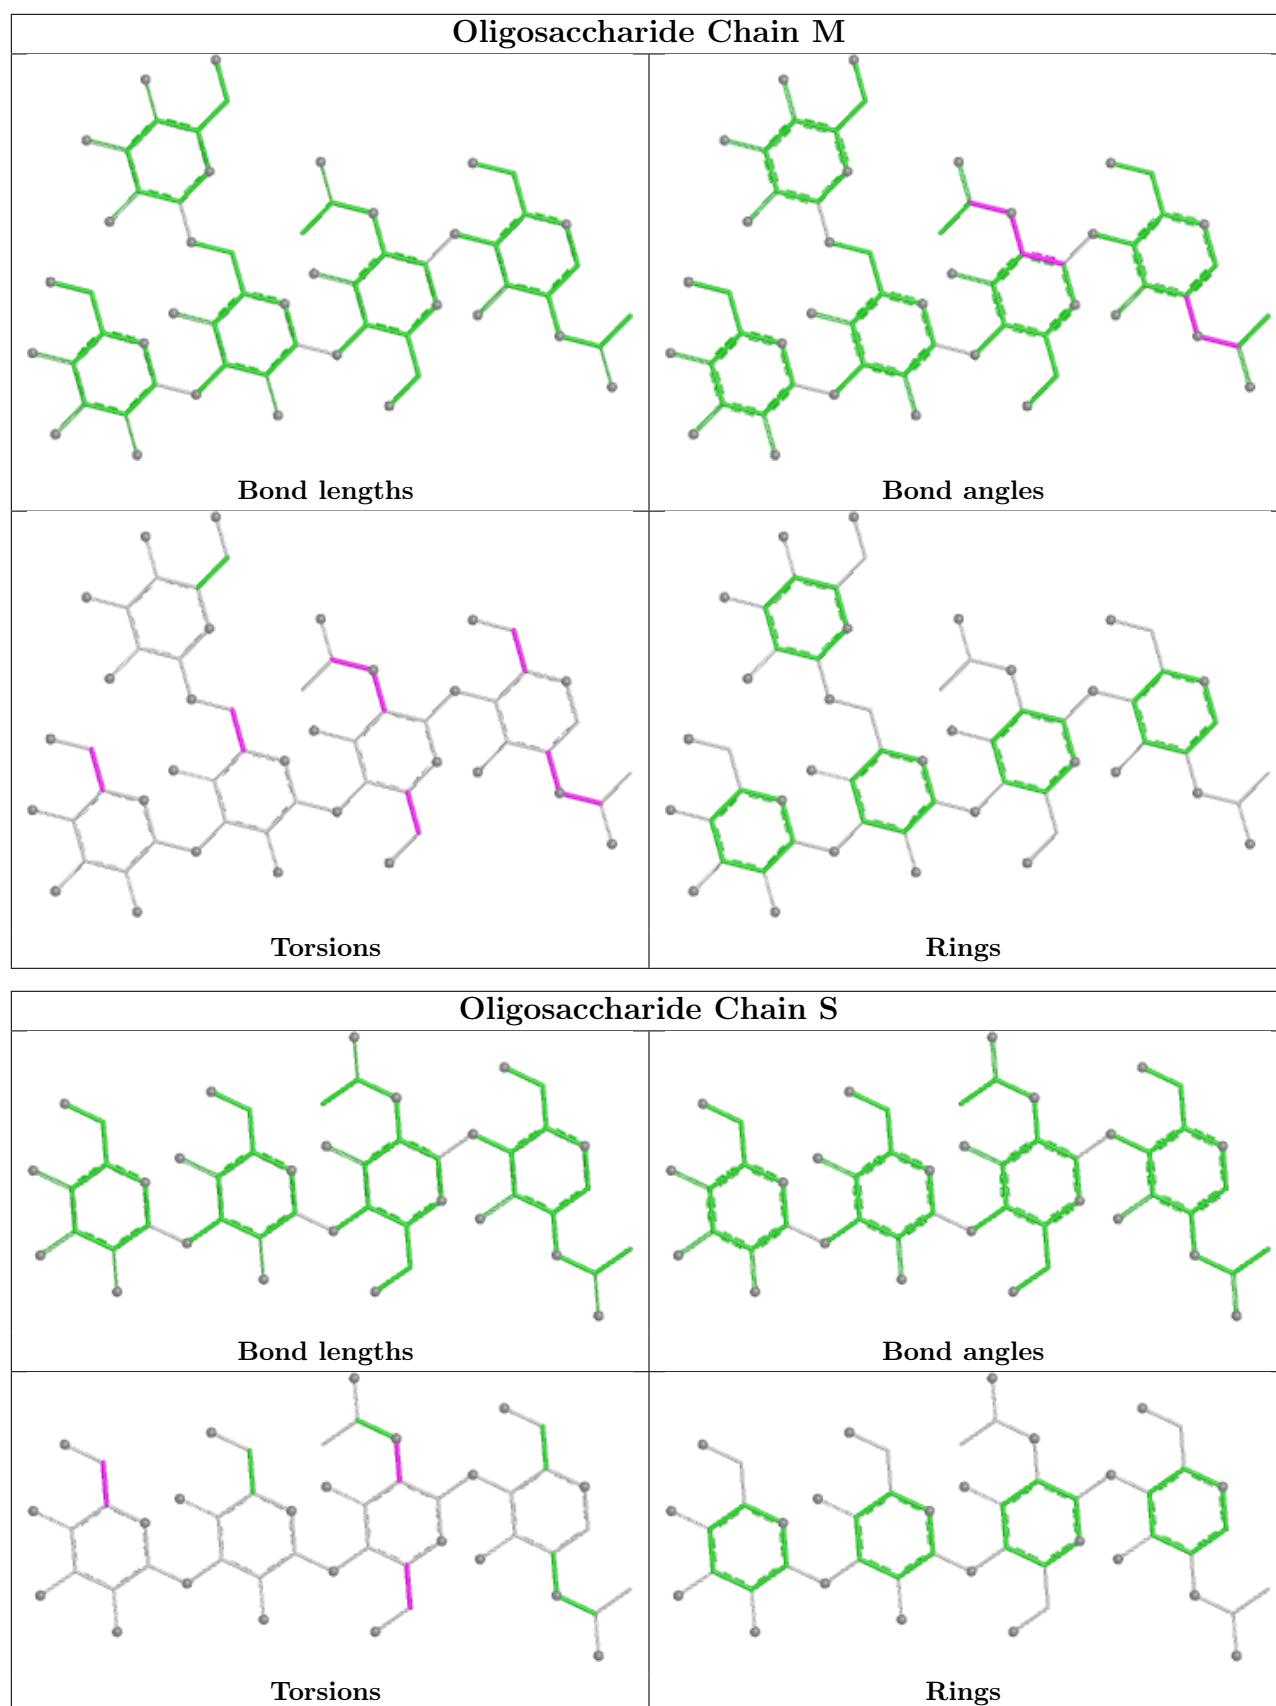 Oligosaccharide Chain M
Bond lengths
Bond angles
Torsions
Rings
Oligosaccharide Chain S
Bond lengths
Bond angles
Torsions
Rings